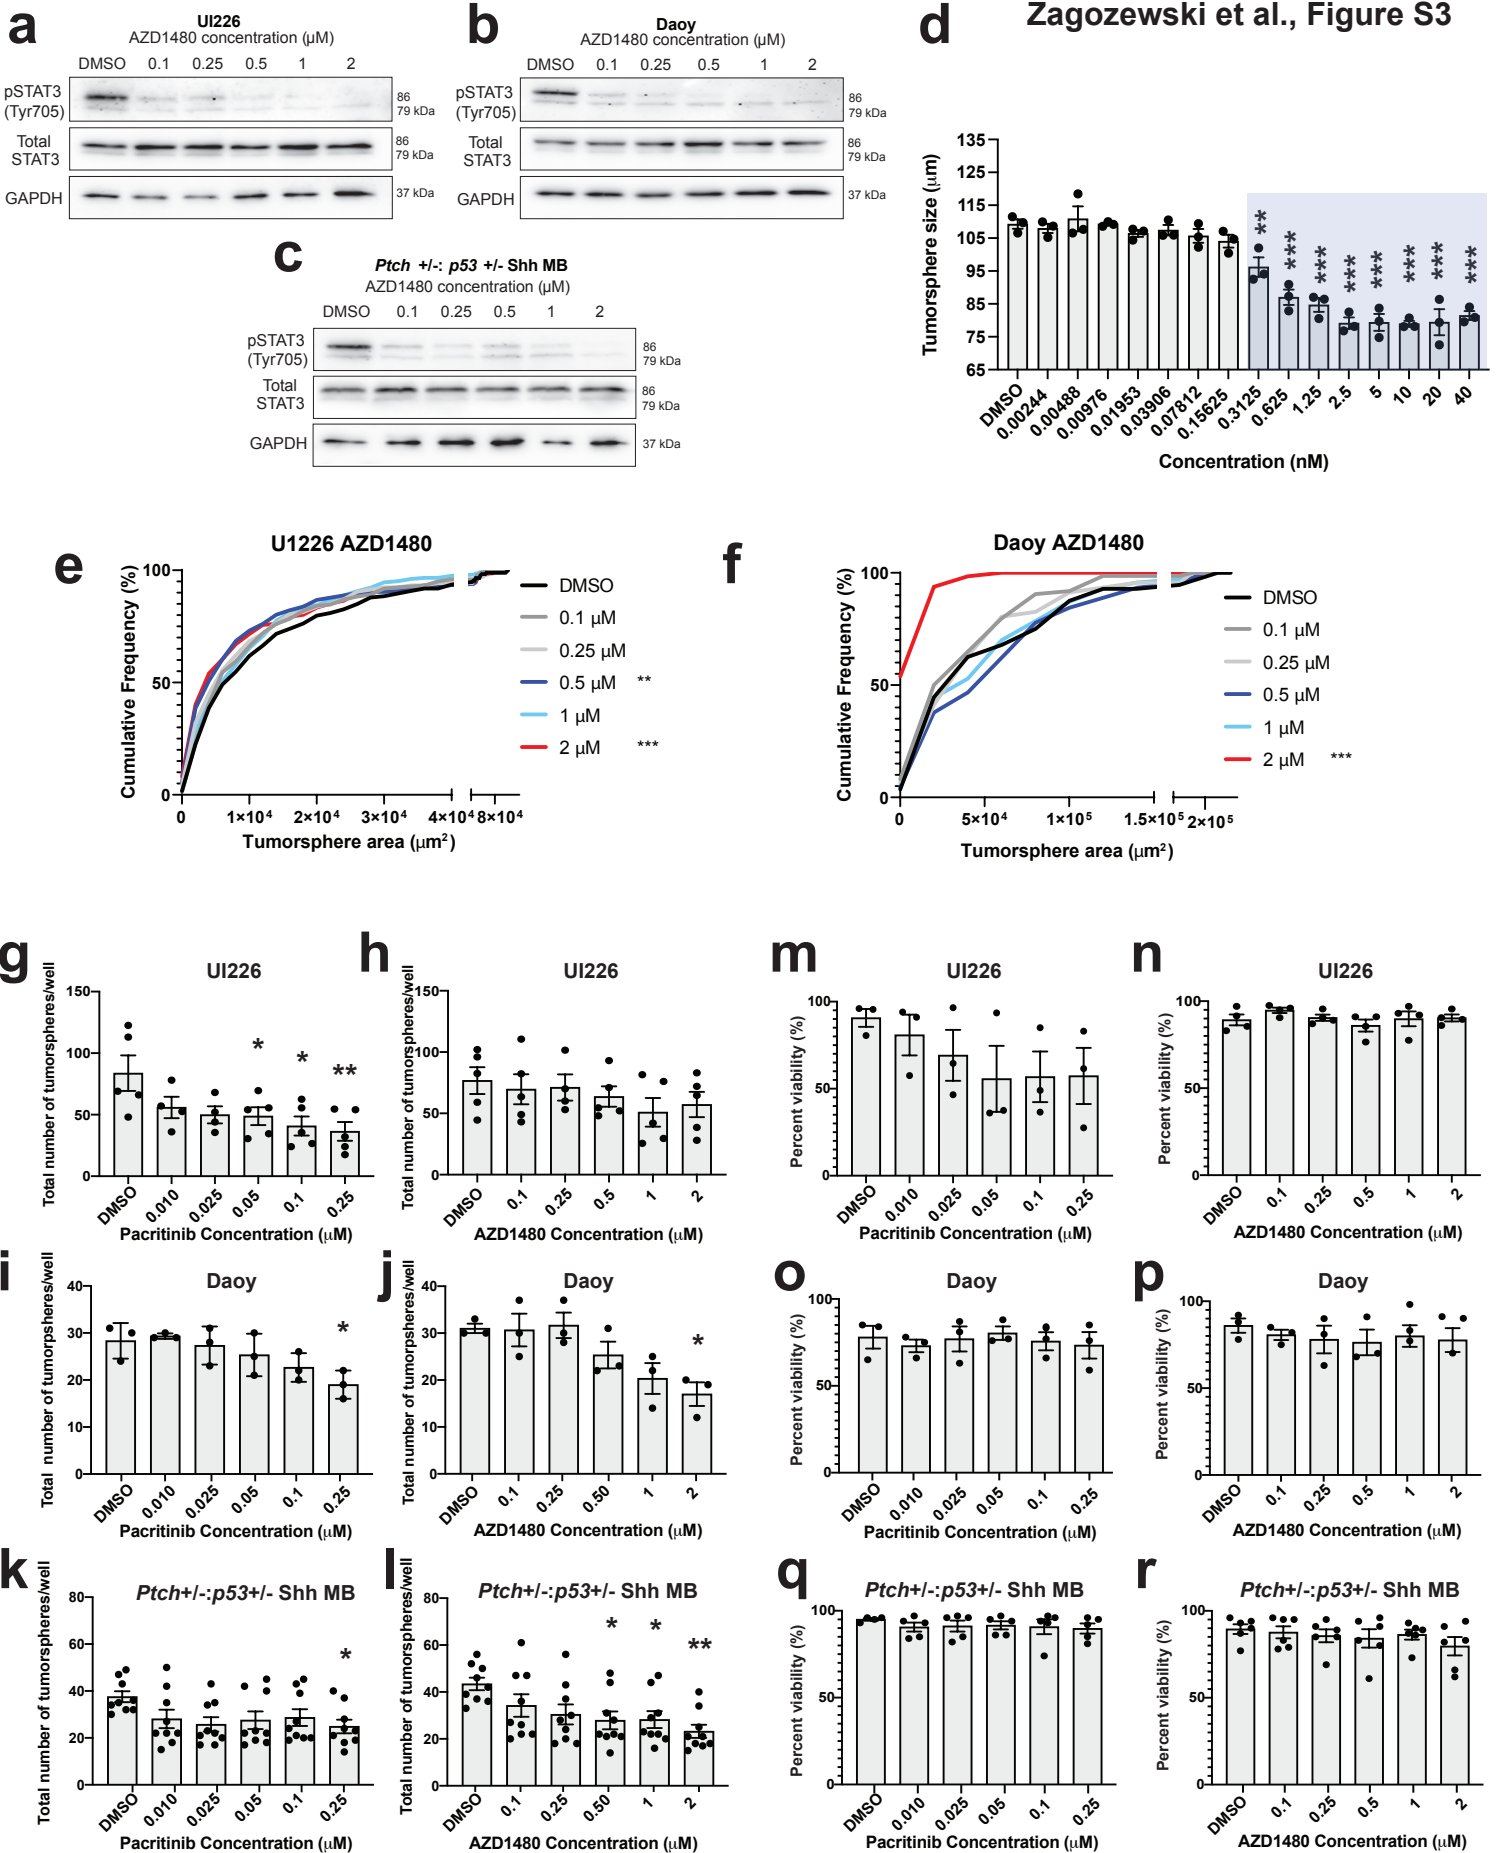 Zagozewski et al., Figure S3
a
UI226
AZD1480 concentration (µM)
DMSO 0.1 0.25 0.5 1 2
pSTAT3
(Tyr705)
86
79 kDa
Total
STAT3
86
79 kDa
GAPDH
37 kDa
b
Daoy
AZD1480 concentration (µM)
DMSO 0.1 0.25 0.5 1 2
pSTAT3
(Tyr705)
86
79 kDa
Total
STAT3
86
79 kDa
GAPDH
37 kDa
c
Ptch +/-: p53 +/- Shh MB
AZD1480 concentration (µM)
DMSO 0.1 0.25 0.5 1 2
pSTAT3
(Tyr705)
86
79 kDa
Total
STAT3
86
79 kDa
GAPDH
37 kDa
d
Tumorsphere size (µm)
135
125
115
105
95
85
75
65
** *** *** *** *** *** *** ***
DMSO 0.00244 0.00488 0.00976 0.01953 0.03906 0.07812 0.15625 0.3125 0.625 1.25 2.5 5 10 20 40
Concentration (nM)
e
U1226 AZD1480
Cumulative Frequency (%)
100
50
0
0 1×10⁴ 2×10⁴ 3×10⁴ 4×10⁴ 8×10⁴
Tumorsphere area (µm²)
DMSO
0.1 µM
0.25 µM
0.5 µM **
1 µM
2 µM ***
f
Daoy AZD1480
Cumulative Frequency (%)
100
50
0
0 5×10⁴ 1×10⁵ 1.5×10⁵ 2×10⁵
Tumorsphere area (µm²)
DMSO
0.1 µM
0.25 µM
0.5 µM
1 µM
2 µM ***
g
UI226
Total number of tumorspheres/well
150
100
50
0
* * **
DMSO 0.010 0.025 0.05 0.1 0.25
Pacritinib Concentration (µM)
h
UI226
Total number of tumorspheres/well
150
100
50
0
DMSO 0.1 0.25 0.5 1 2
AZD1480 Concentration (µM)
m
UI226
Percent viability (%)
100
50
0
DMSO 0.010 0.025 0.05 0.1 0.25
Pacritinib Concentration (µM)
n
UI226
Percent viability (%)
100
50
0
DMSO 0.1 0.25 0.5 1 2
AZD1480 Concentration (µM)
i
Daoy
Total number of tumorpsheres/well
40
30
20
10
0
*
DMSO 0.010 0.025 0.05 0.1 0.25
Pacritinib Concentration (µM)
j
Daoy
Total number of tumorpsheres/well
40
30
20
10
0
*
DMSO 0.1 0.25 0.50 1 2
AZD1480 Concentration (µM)
o
Daoy
Percent viability (%)
100
50
0
DMSO 0.010 0.025 0.05 0.1 0.25
Pacritinib Concentration (µM)
p
Daoy
Percent viability (%)
100
50
0
DMSO 0.1 0.25 0.5 1 2
AZD1480 Concentration (µM)
k
Ptch+/-:p53+/- Shh MB
Total number of tumorspheres/well
80
60
40
20
0
*
DMSO 0.010 0.025 0.05 0.1 0.25
Pacritinib Concentration (µM)
l
Ptch+/-:p53+/- Shh MB
Total number of tumorspheres/well
80
60
40
20
0
* * **
DMSO 0.1 0.25 0.50 1 2
AZD1480 Concentration (µM)
q
Ptch+/-:p53+/- Shh MB
Percent viability (%)
100
50
0
DMSO 0.010 0.025 0.05 0.1 0.25
Pacritinib Concentration (µM)
r
Ptch+/-:p53+/- Shh MB
Percent viability (%)
100
50
0
DMSO 0.1 0.25 0.5 1 2
AZD1480 Concentration (µM)